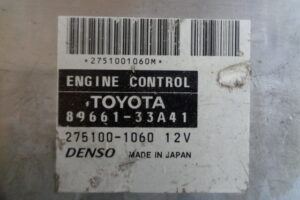 *2751001060M*
ENGINE CONTROL
TOYOTA
89661-33A41
275100-1060 12V
DENSO MADE IN JAPAN